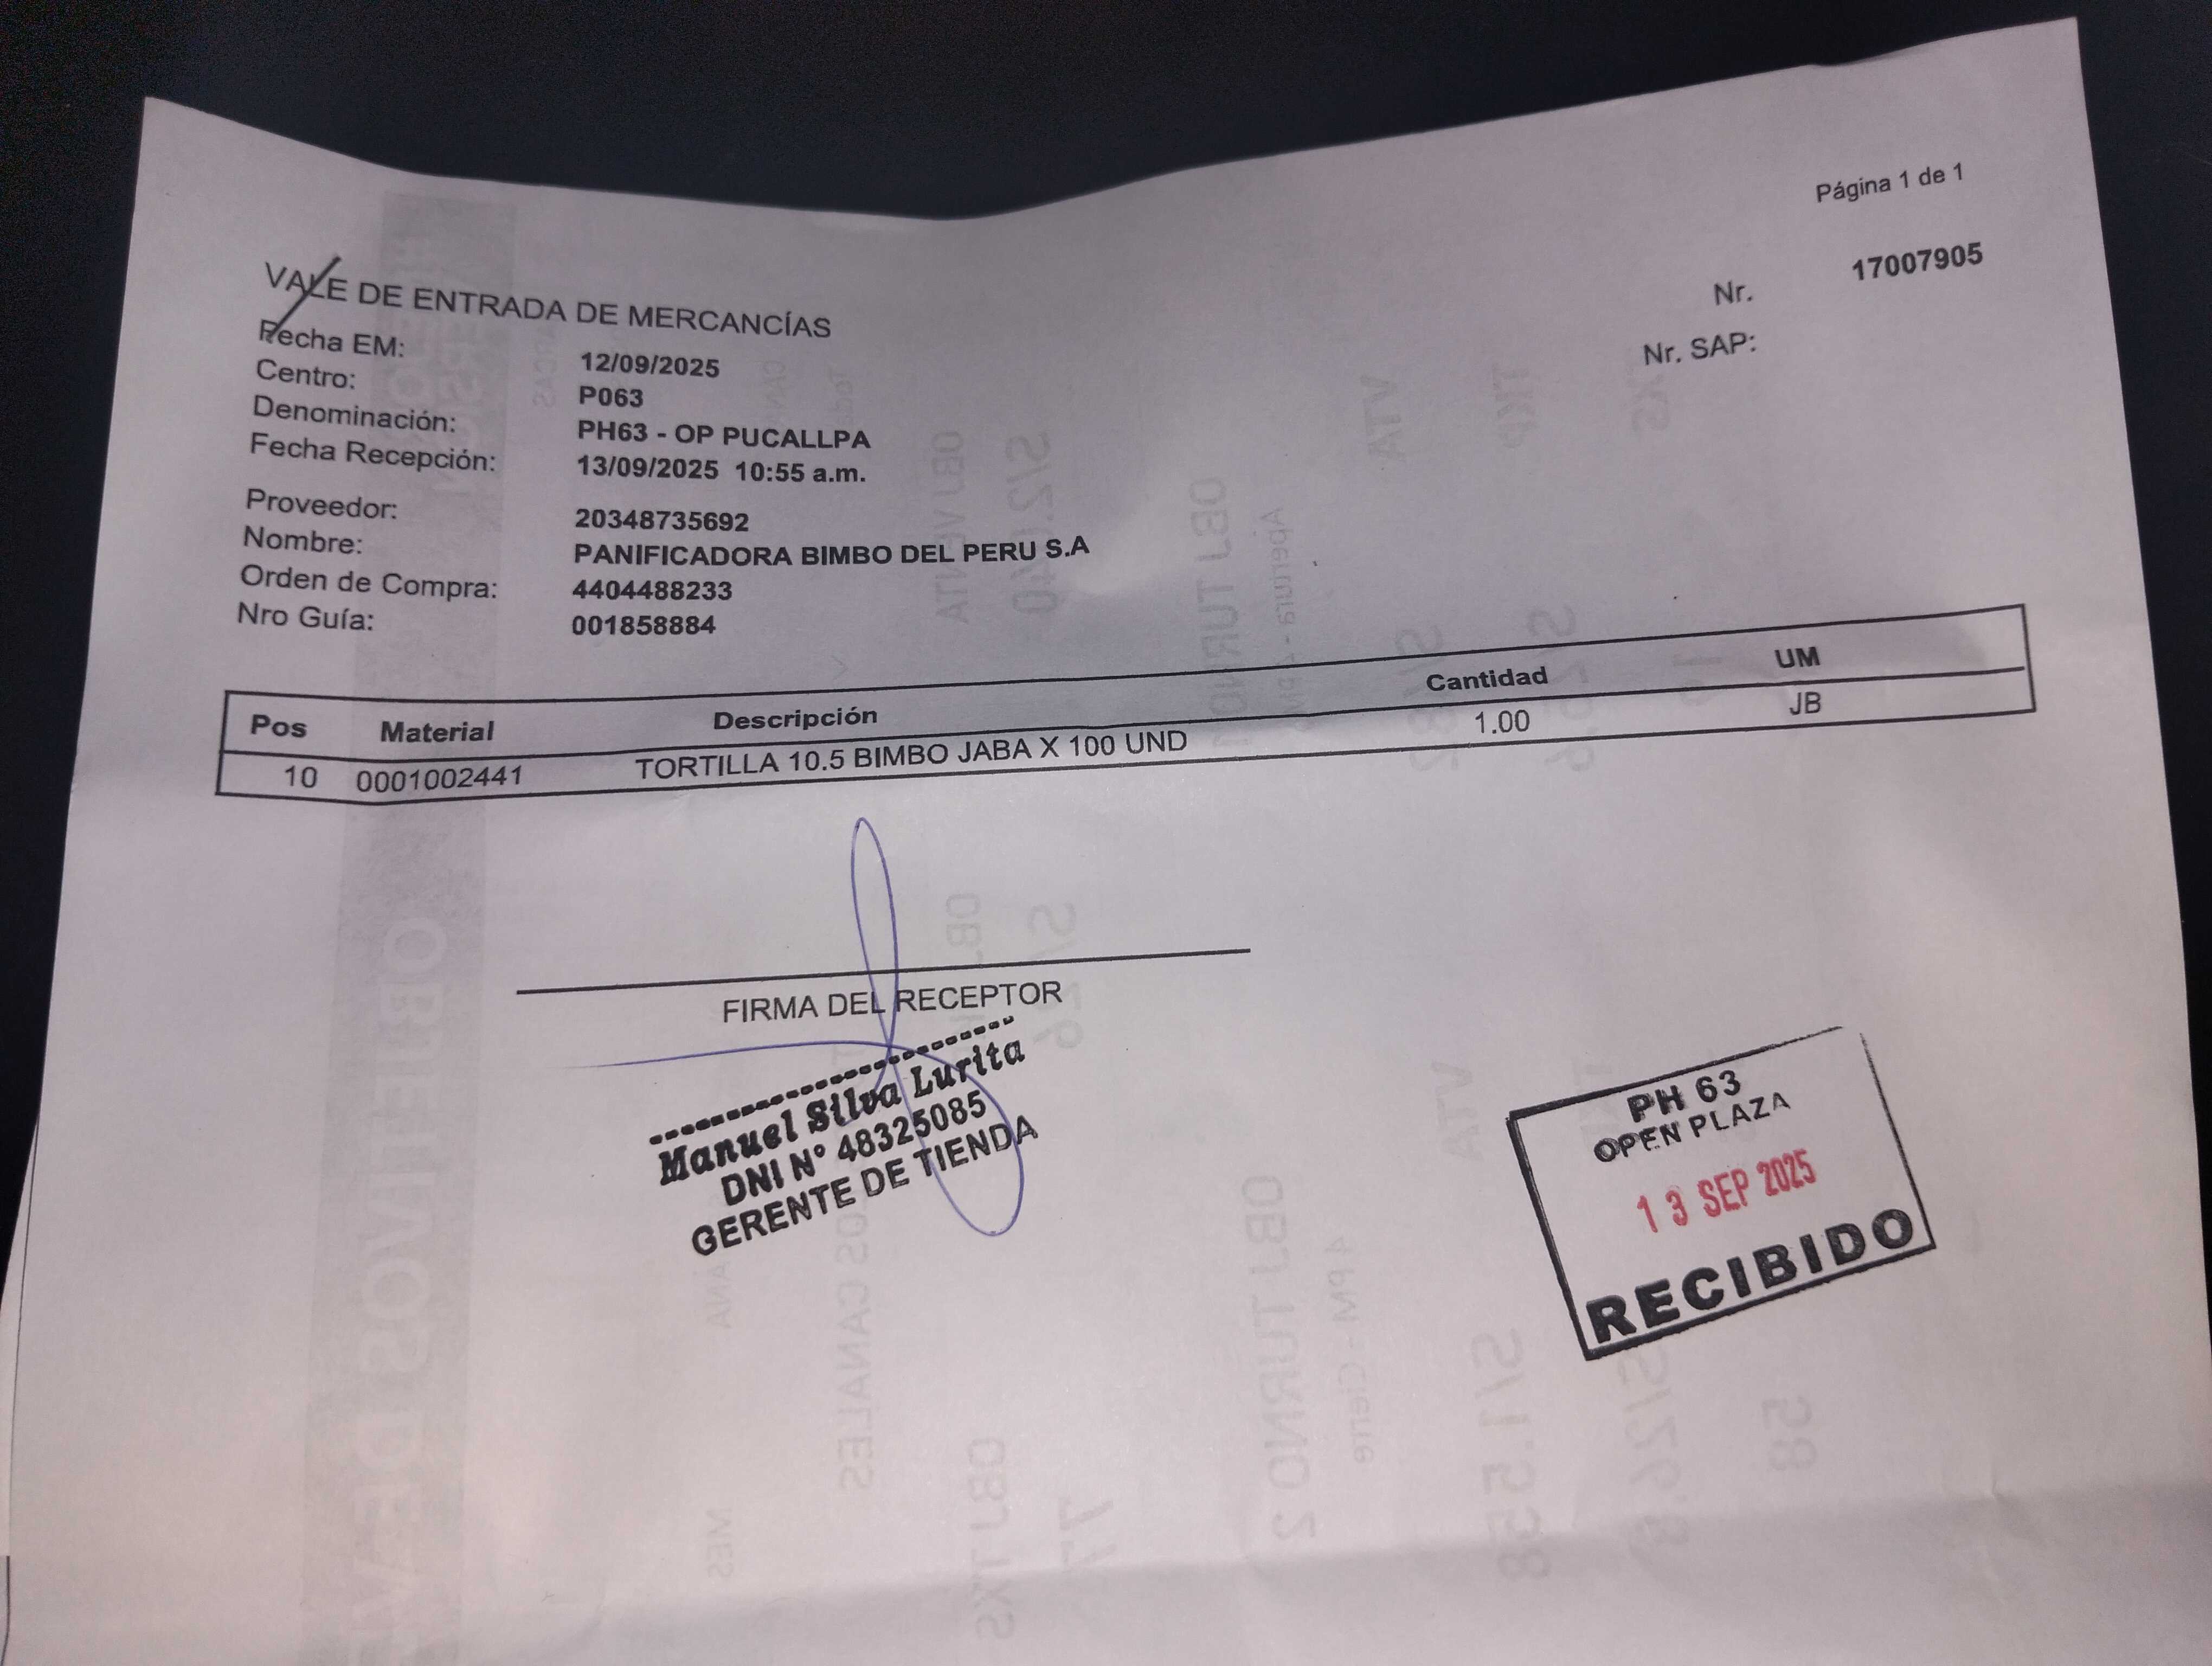 Página 1 de 1
Nr. 17007905
Nr. SAP:
VALE DE ENTRADA DE MERCANCÍAS
Fecha EM: 12/09/2025
Centro: P063
Denominación: PH63 - OP PUCALLPA
Fecha Recepción: 13/09/2025 10:55 a.m.
Proveedor: 20348735692
Nombre: PANIFICADORA BIMBO DEL PERU S.A
Orden de Compra: 4404488233
Nro Guía: 001858884
Pos Material Descripción Cantidad UM
10 0001002441 TORTILLA 10.5 BIMBO JABA X 100 UND 1.00 JB
FIRMA DEL RECEPTOR
Manuel Silva Lurita
DNI N° 48325085
GERENTE DE TIENDA
PH 63
OPEN PLAZA
13 SEP 2025
RECIBIDO